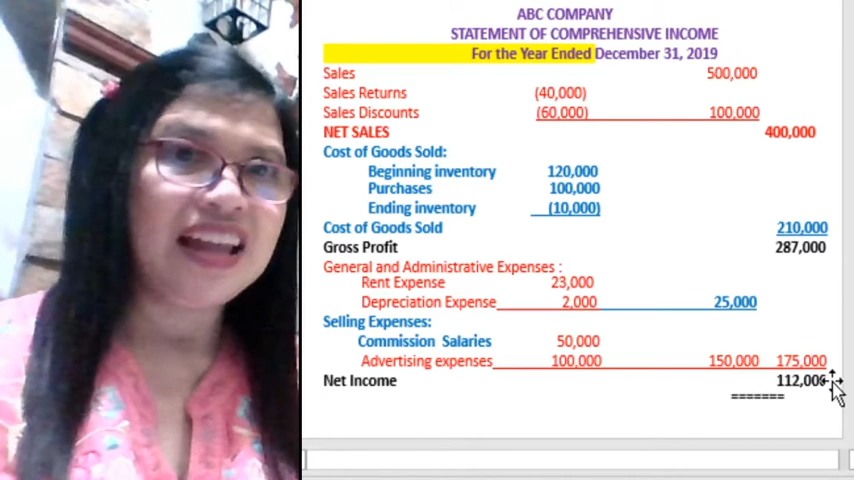 ABC COMPANY
STATEMENT OF COMPREHENSIVE INCOME
For the Year Ended December 31, 2019
Sales 500,000
Sales Returns (40,000)
Sales Discounts (60,000) 100,000
NET SALES 400,000
Cost of Goods Sold:
Beginning inventory 120,000
Purchases 100,000
Ending inventory (10,000)
Cost of Goods Sold 210,000
Gross Profit 287,000
General and Administrative Expenses :
Rent Expense 23,000
Depreciation Expense 2,000 25,000
Selling Expenses:
Commission Salaries 50,000
Advertising expenses 100,000 150,000 175,000
Net Income 112,000
=======